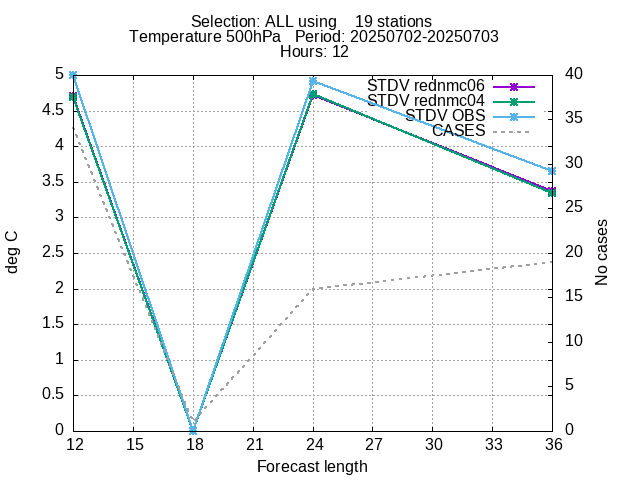 Selection: ALL using    19 stations
Temperature 500hPa   Period: 20250702-20250703
Hours: 12
STDV rednmc06
STDV rednmc04
STDV OBS
CASES
5
4.5
4
3.5
3
2.5
2
1.5
1
0.5
0
40
35
30
25
20
15
10
5
0
deg C
No cases
12 15 18 21 24 27 30 33 36
Forecast length